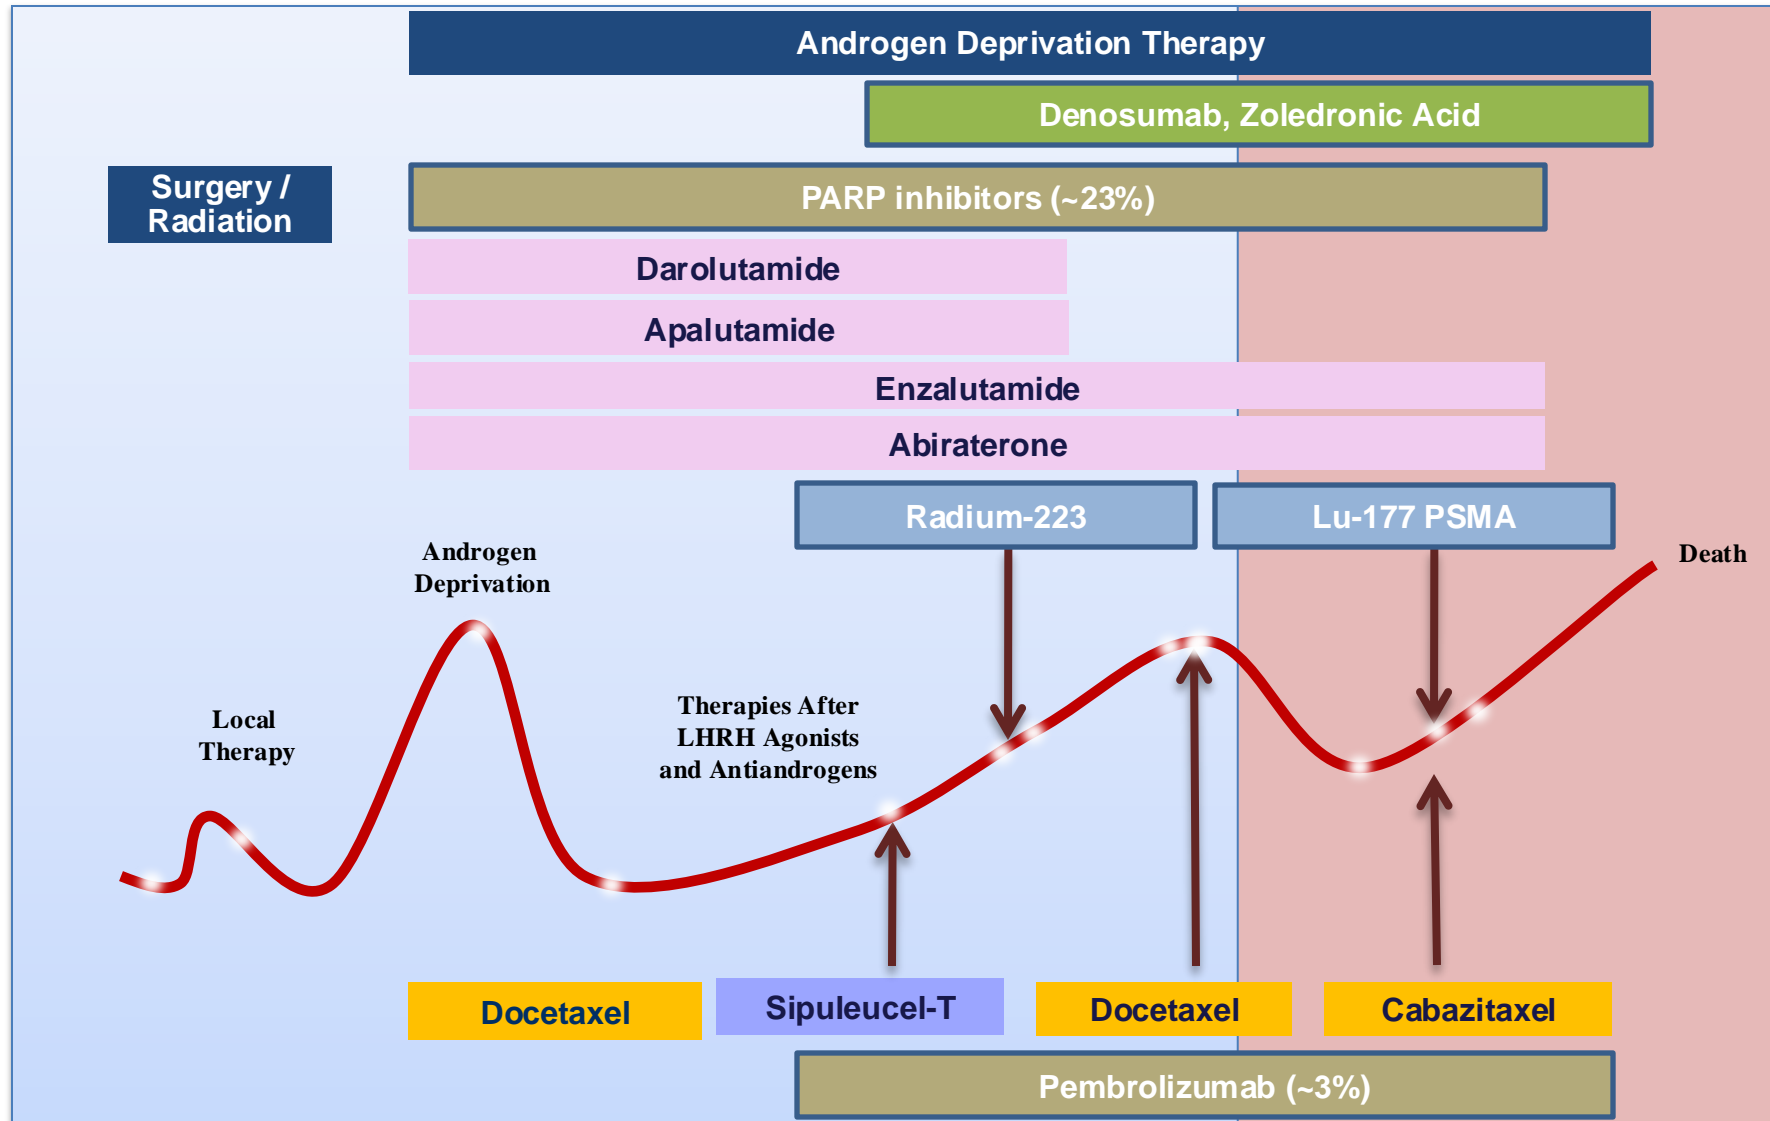 Androgen Deprivation Therapy
Denosumab, Zoledronic Acid
Surgery /
Radiation
PARP inhibitors (~23%)
Darolutamide
Apalutamide
Enzalutamide
Abiraterone
Radium-223
Lu-177 PSMA
Androgen
Deprivation
Death
Local
Therapy
Therapies After
LHRH Agonists
and Antiandrogens
Docetaxel
Sipuleucel-T
Docetaxel
Cabazitaxel
Pembrolizumab (~3%)